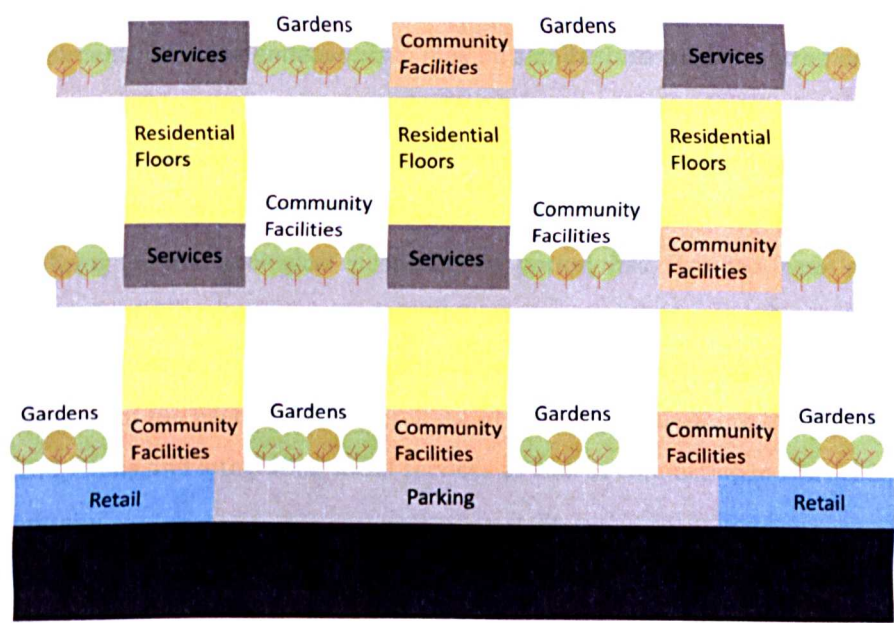 Gardens
Gardens
Services
Community
Facilities
Services
Residential
Floors
Residential
Floors
Residential
Floors
Community
Facilities
Community
Facilities
Services
Services
Community
Facilities
Gardens
Gardens
Gardens
Gardens
Community
Facilities
Community
Facilities
Community
Facilities
Retail
Parking
Retail